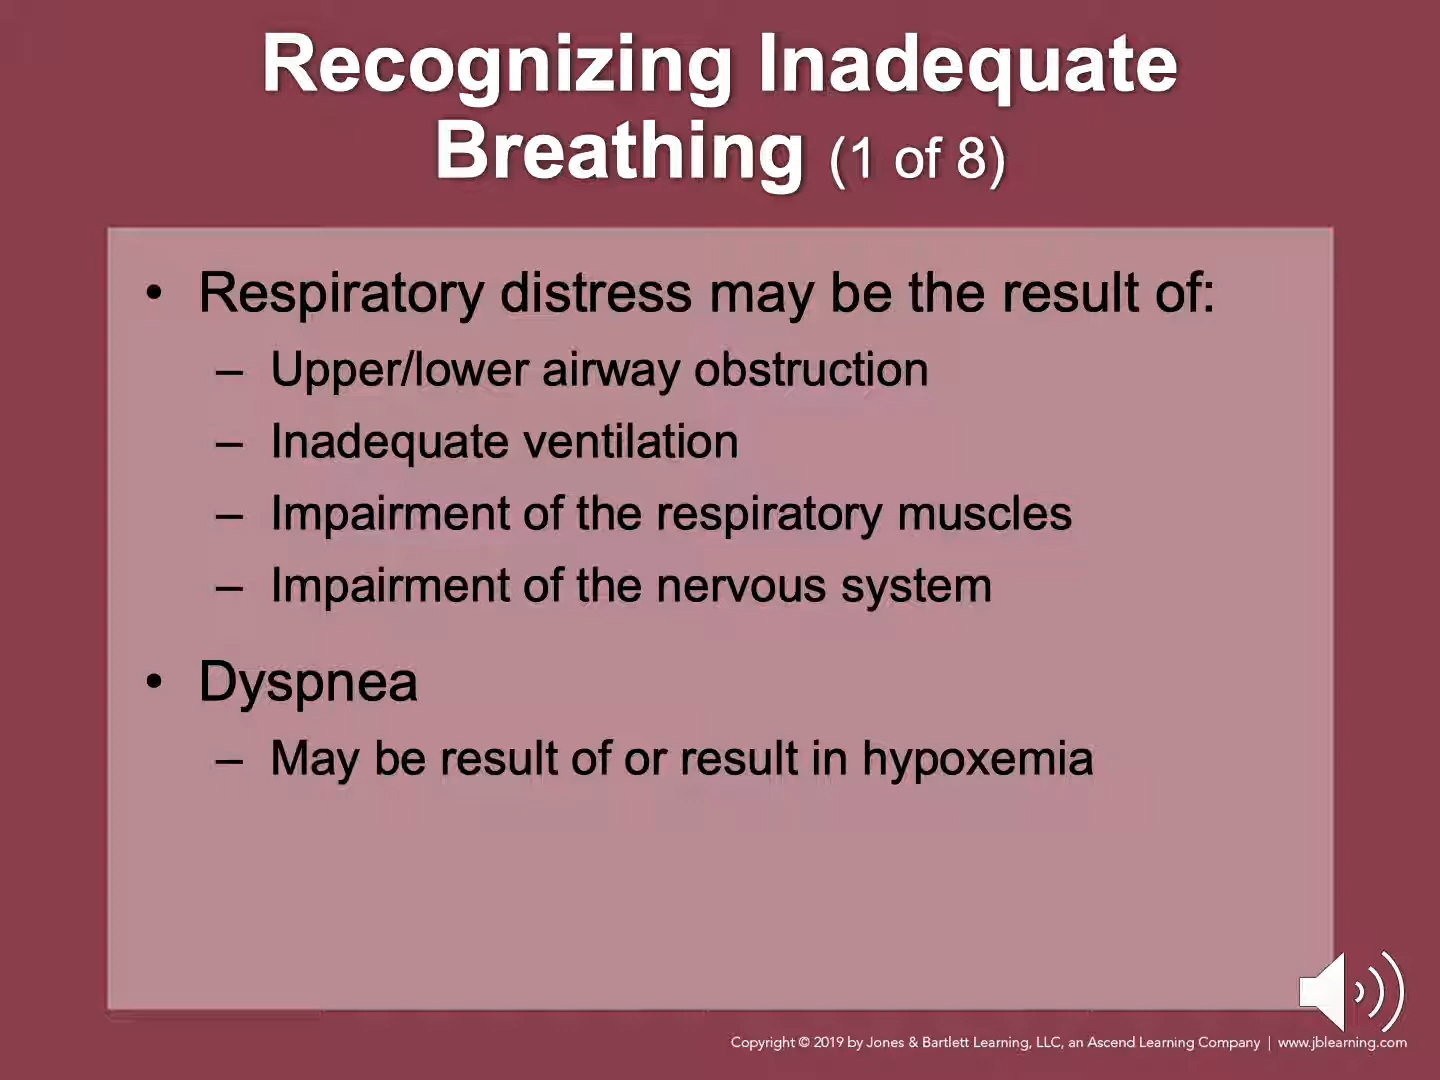 Recognizing Inadequate
Breathing (1 of 8)
• Respiratory distress may be the result of:
– Upper/lower airway obstruction
– Inadequate ventilation
– Impairment of the respiratory muscles
– Impairment of the nervous system
• Dyspnea
– May be result of or result in hypoxemia
Copyright © 2019 by Jones & Bartlett Learning, LLC, an Ascend Learning Company | www.jblearning.com